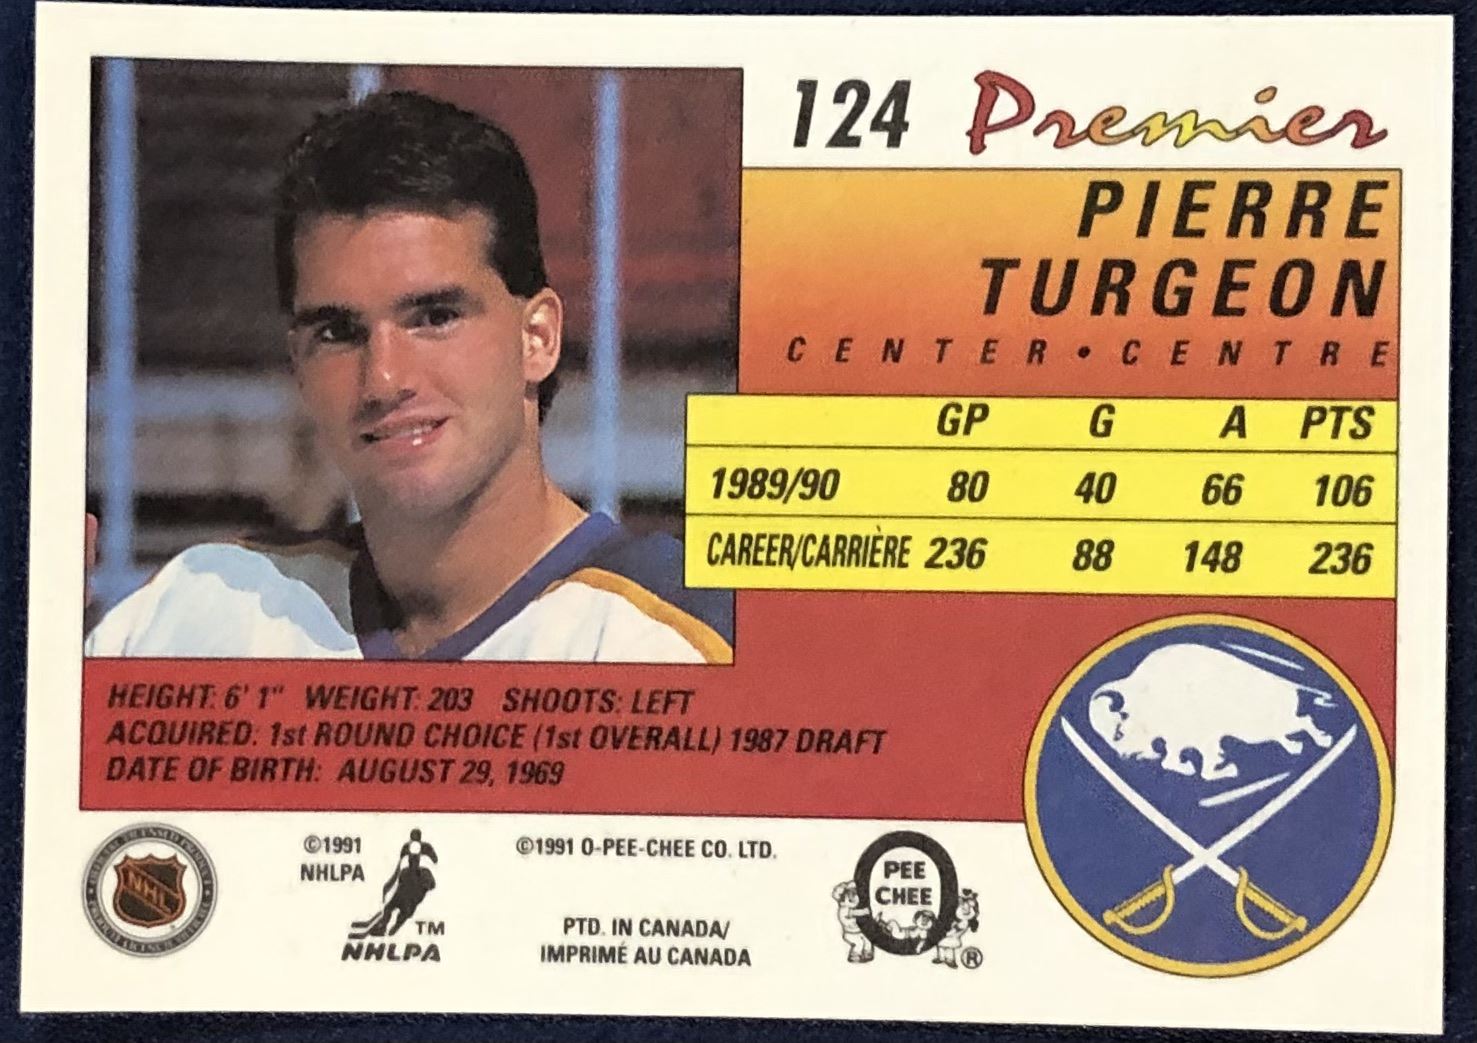 124 Premier
PIERRE
TURGEON
CENTER • CENTRE
GP G A PTS
1989/90 80 40 66 106
CAREER/CARRIÈRE 236 88 148 236
HEIGHT: 6' 1" WEIGHT: 203 SHOOTS: LEFT
ACQUIRED: 1st ROUND CHOICE (1st OVERALL) 1987 DRAFT
DATE OF BIRTH: AUGUST 29, 1969
NHL
©1991
NHLPA
TM
NHLPA
©1991 O-PEE-CHEE CO. LTD.
PTD. IN CANADA/
IMPRIMÉ AU CANADA
O
PEE
CHEE
®